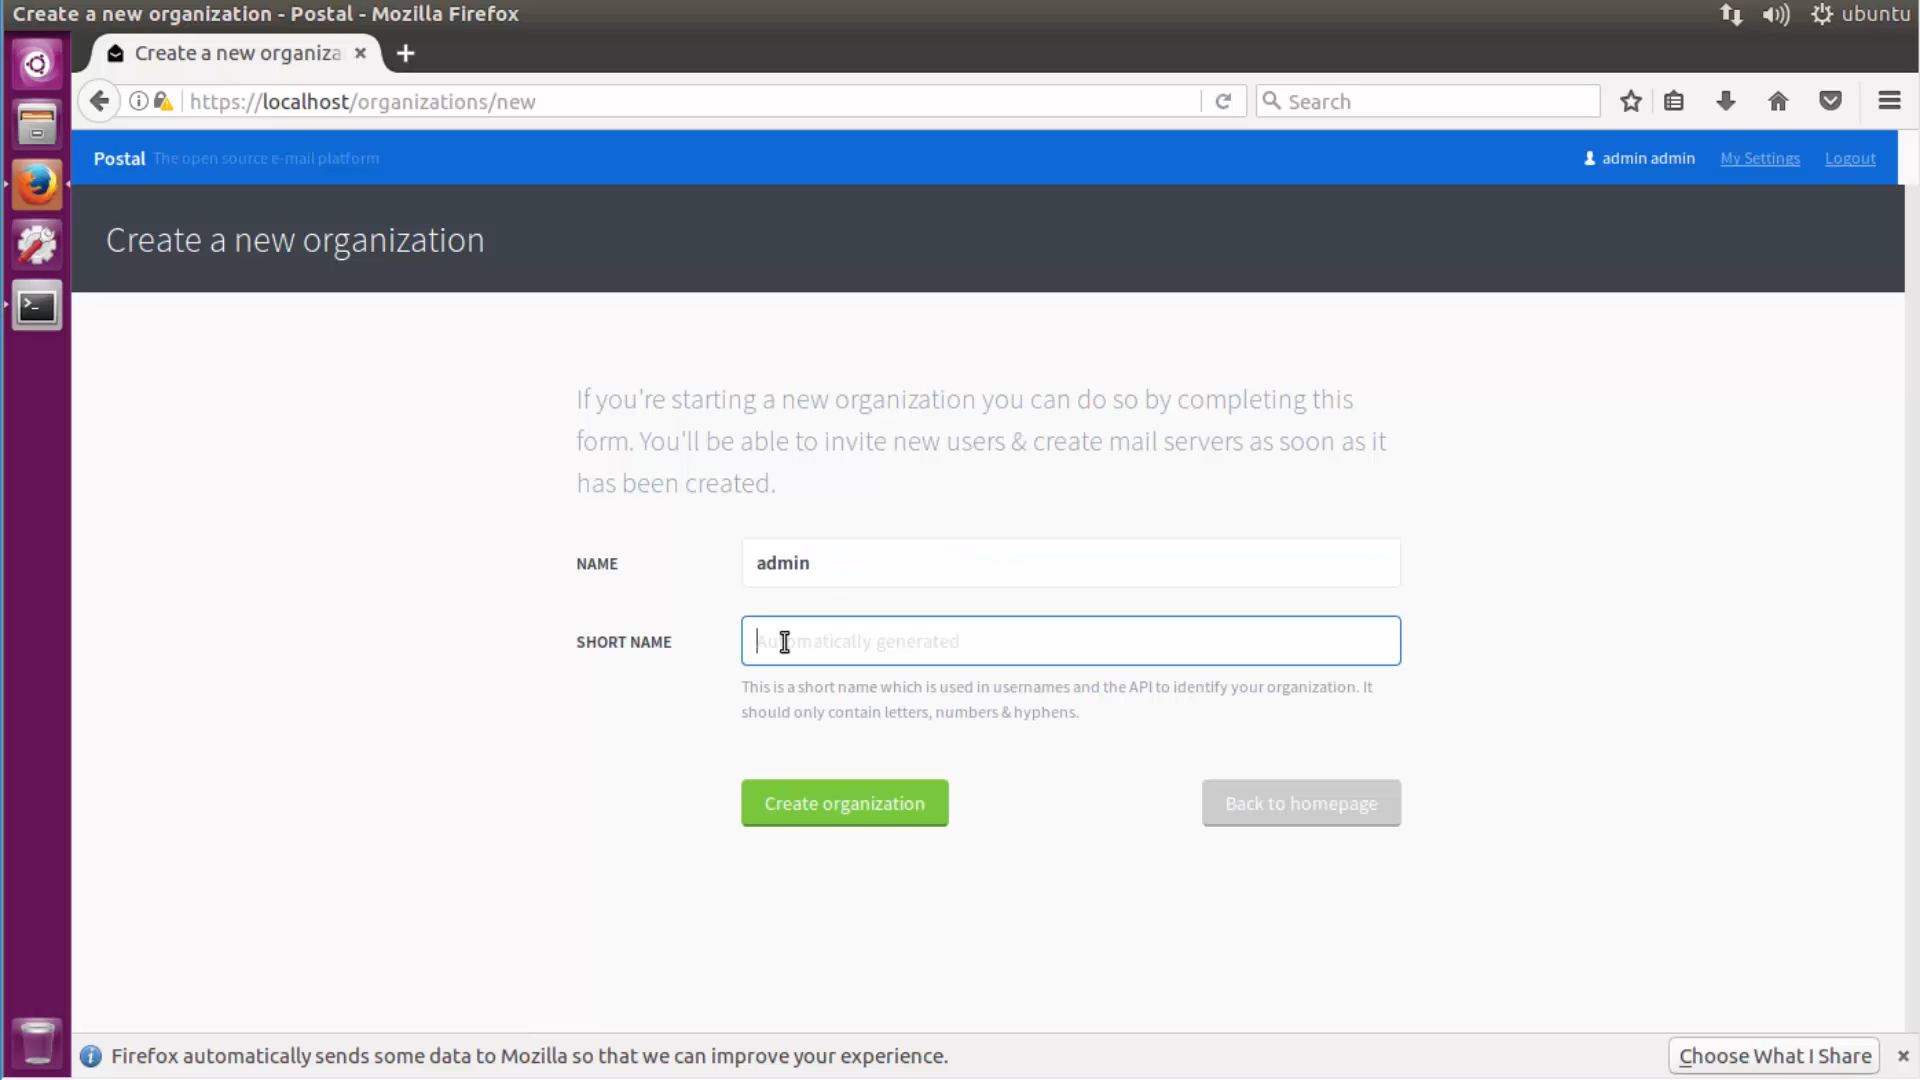 Create a new organization - Postal - Mozilla Firefox
ubuntu
Create a new organiza
https://localhost/organizations/new
Search
Postal The open source e-mail platform
admin admin My Settings Logout
Create a new organization
If you're starting a new organization you can do so by completing this
form. You'll be able to invite new users & create mail servers as soon as it
has been created.
NAME
admin
SHORT NAME
Automatically generated
This is a short name which is used in usernames and the API to identify your organization. It
should only contain letters, numbers & hyphens.
Create organization
Back to homepage
Firefox automatically sends some data to Mozilla so that we can improve your experience.
Choose What I Share